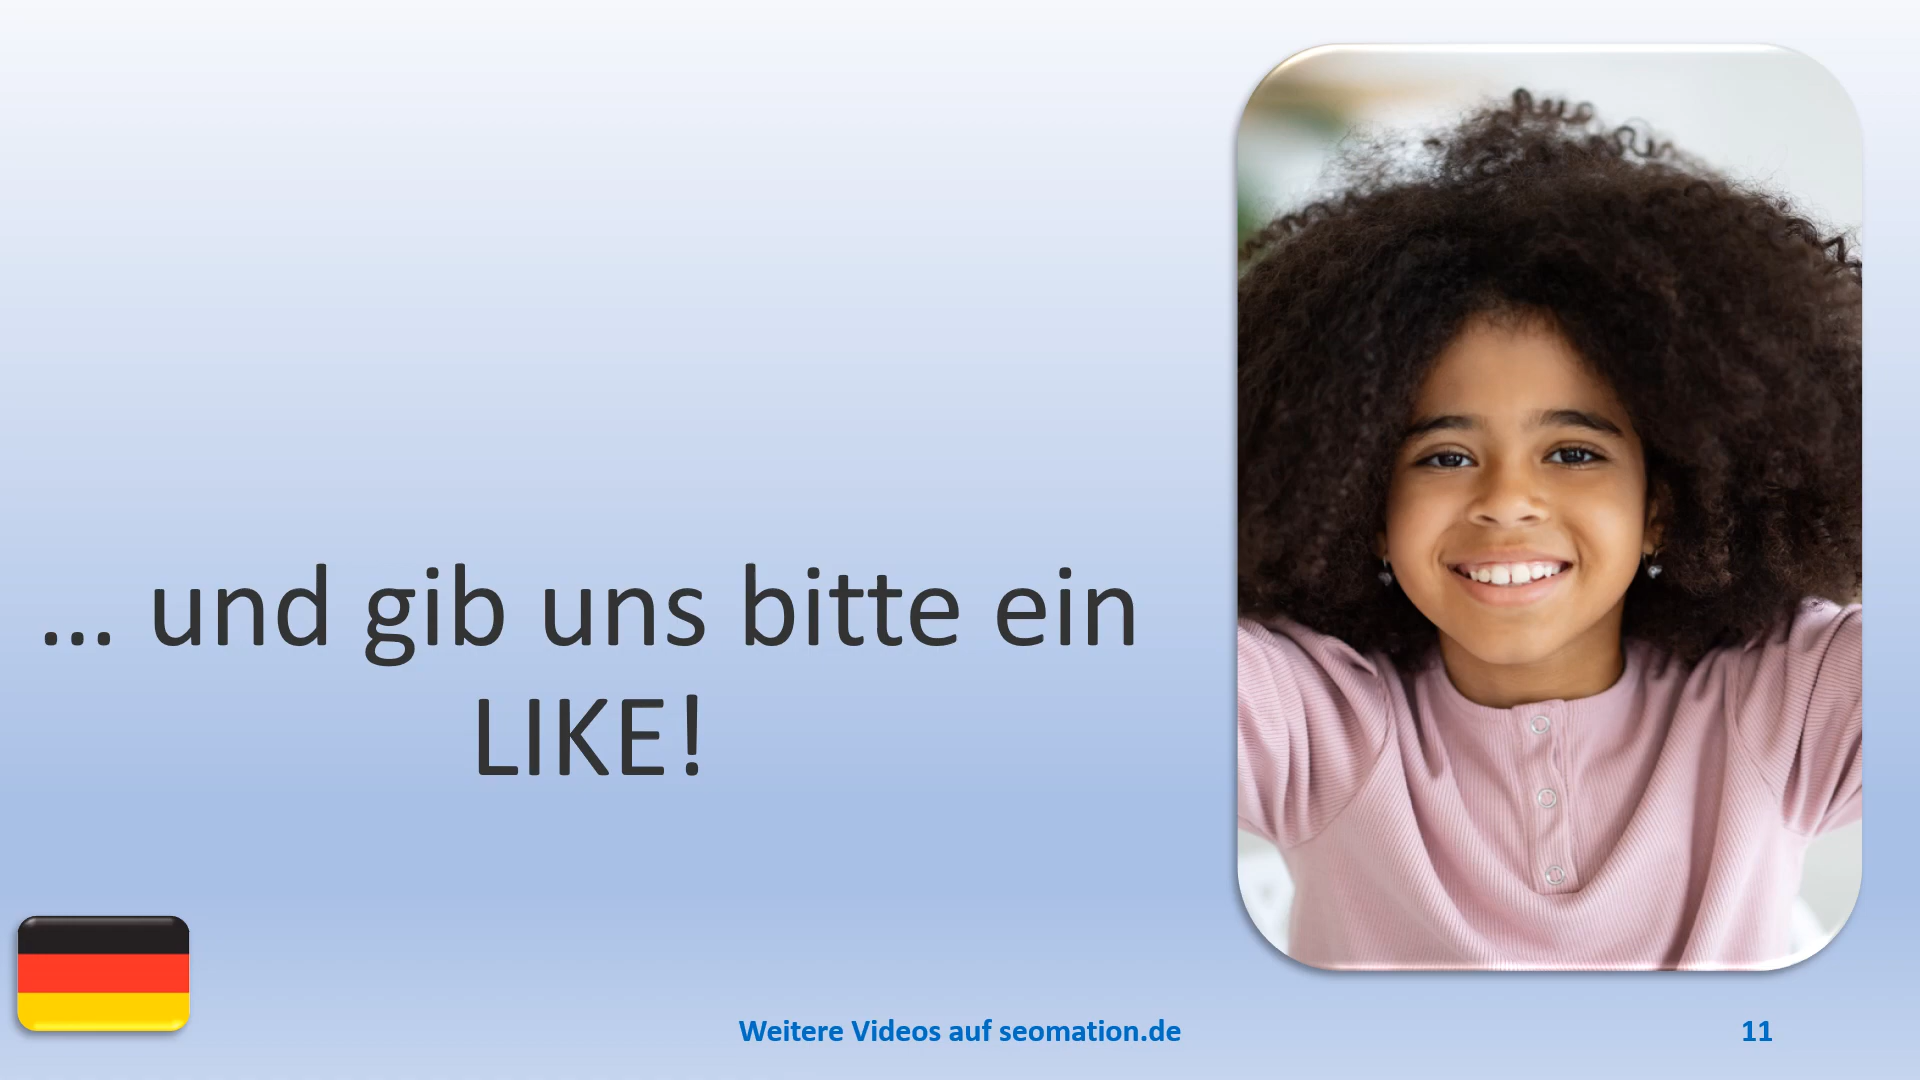 ... und gib uns bitte ein
LIKE!
Weitere Videos auf seomation.de
11